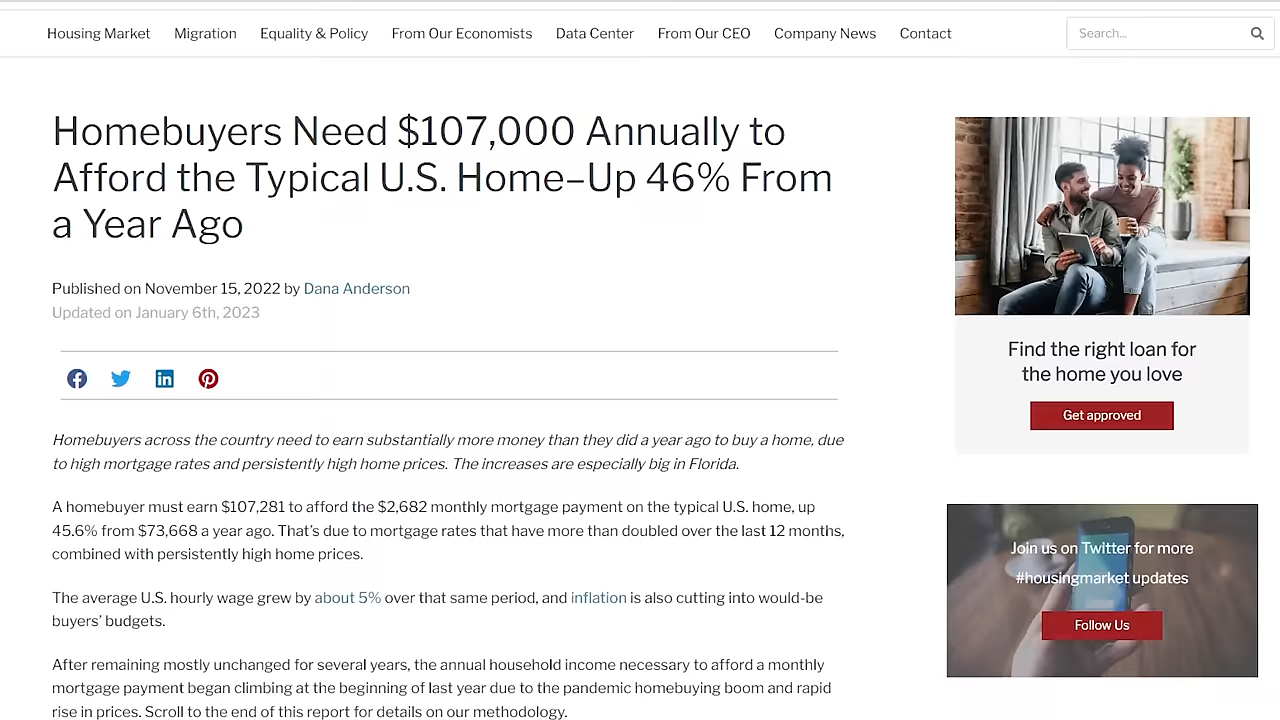 Housing Market Migration Equality & Policy From Our Economists Data Center From Our CEO Company News Contact Search...
Homebuyers Need $107,000 Annually to
Afford the Typical U.S. Home–Up 46% From
a Year Ago
Published on November 15, 2022 by Dana Anderson
Updated on January 6th, 2023
Homebuyers across the country need to earn substantially more money than they did a year ago to buy a home, due
to high mortgage rates and persistently high home prices. The increases are especially big in Florida.
A homebuyer must earn $107,281 to afford the $2,682 monthly mortgage payment on the typical U.S. home, up
45.6% from $73,668 a year ago. That's due to mortgage rates that have more than doubled over the last 12 months,
combined with persistently high home prices.
The average U.S. hourly wage grew by about 5% over that same period, and inflation is also cutting into would-be
buyers' budgets.
After remaining mostly unchanged for several years, the annual household income necessary to afford a monthly
mortgage payment began climbing at the beginning of last year due to the pandemic homebuying boom and rapid
rise in prices. Scroll to the end of this report for details on our methodology.
Find the right loan for
the home you love
Get approved
Join us on Twitter for more
#housingmarket updates
Follow Us